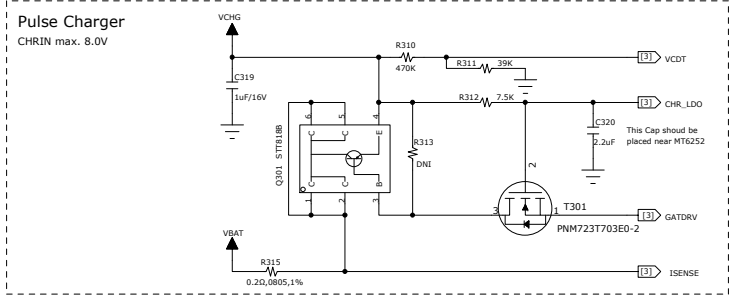 Pulse Charger
CHRIN max. 8.0V
VCHG
R310
470K
R311 39K
[3] VCDT
C319
1uF/16V
R312 7.5K
[3] CHR_LDO
C320
2.2uF
This Cap shoud be
placed near MT6252
Q301 STT818B
6 5 4
C C E
C C B
1 2 3
R313
DNI
2
3 1
T301
PNM723T703E0-2
[3] GATDRV
VBAT
R315
0.2Ω,0805,1%
[3] ISENSE